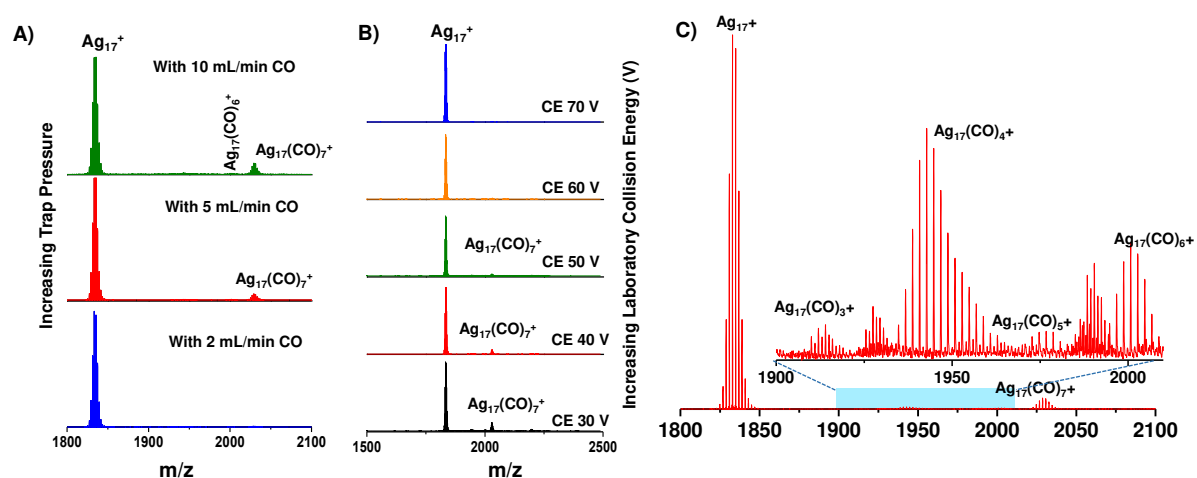 A)
Increasing Trap Pressure
Ag17+
With 10 mL/min CO
Ag17(CO)6+
Ag17(CO)7+
With 5 mL/min CO
Ag17(CO)7+
With 2 mL/min CO
1800 1900 2000 2100
m/z
B)
Ag17+
CE 70 V
CE 60 V
Ag17(CO)7+
CE 50 V
Ag17(CO)7+
CE 40 V
Ag17(CO)7+
CE 30 V
1500 2000 2500
m/z
Increasing Laboratory Collision Energy (V)
C)
Ag17+
Ag17(CO)4+
Ag17(CO)6+
Ag17(CO)3+
Ag17(CO)5+
1900 1950 2000
Ag17(CO)7+
1800 1850 1900 1950 2000 2050 2100
m/z